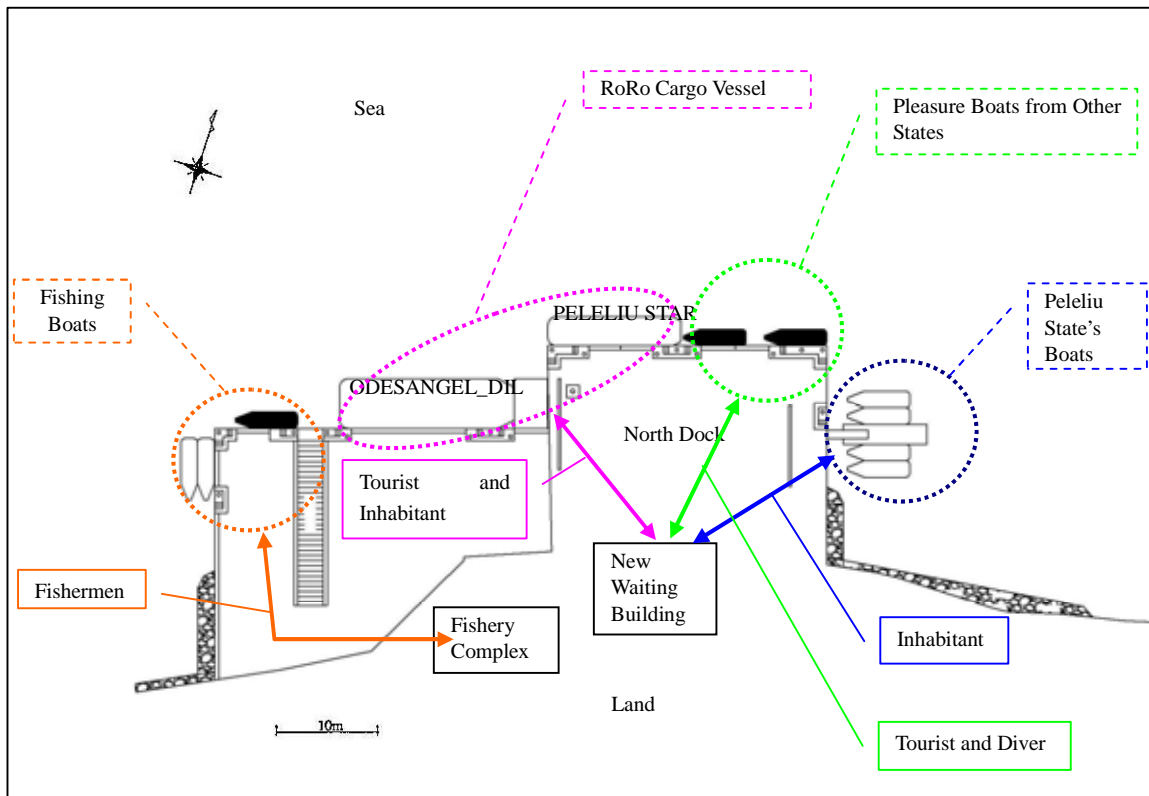 RoRo Cargo Vessel
Sea
Pleasure Boats from Other
States
Fishing
Boats
PELELIU STAR
Peleliu
State's
Boats
ODESANGEL_DIL
North Dock
Tourist and
Inhabitant
New
Waiting
Building
Fishermen
Fishery
Complex
Inhabitant
Land
10m
Tourist and Diver